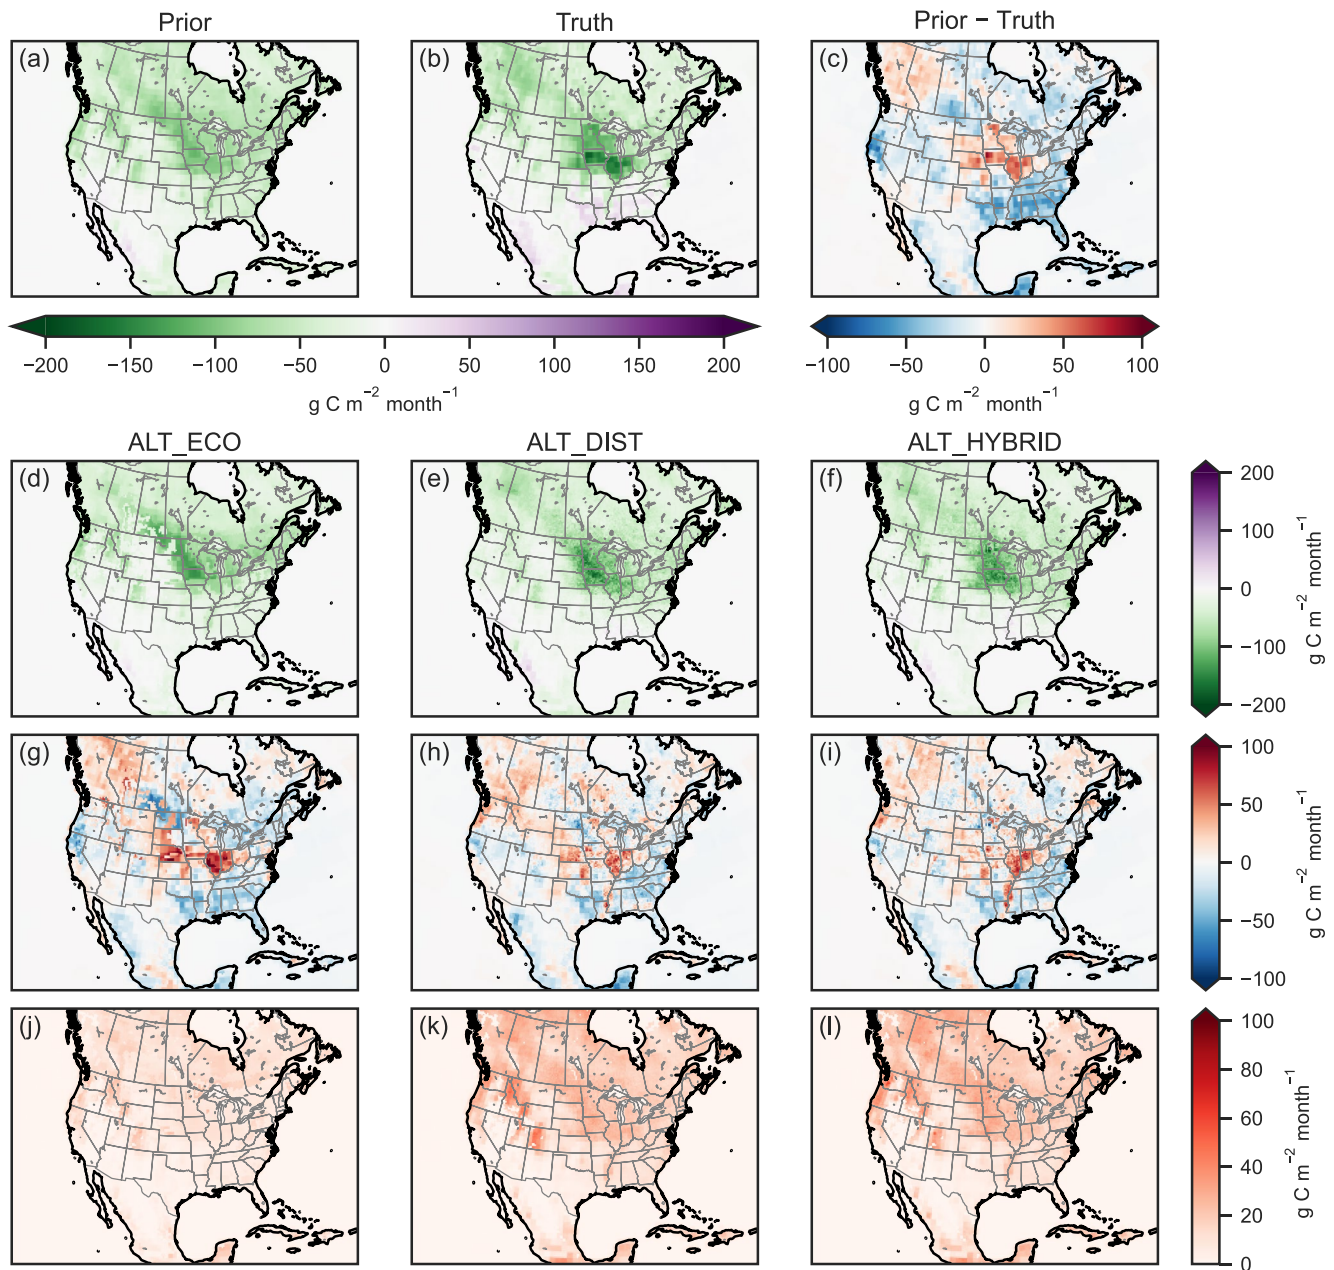 Prior
Truth
Prior − Truth
(a)
(b)
(c)
−200 −150 −100 −50 0 50 100 150 200
g C m−2 month−1
−100 −50 0 50 100
g C m−2 month−1
ALT_ECO
ALT_DIST
ALT_HYBRID
(d)
(e)
(f)
200
100
0
−100
−200
g C m−2 month−1
(g)
(h)
(i)
100
50
0
−50
−100
g C m−2 month−1
(j)
(k)
(l)
100
80
60
40
20
0
g C m−2 month−1